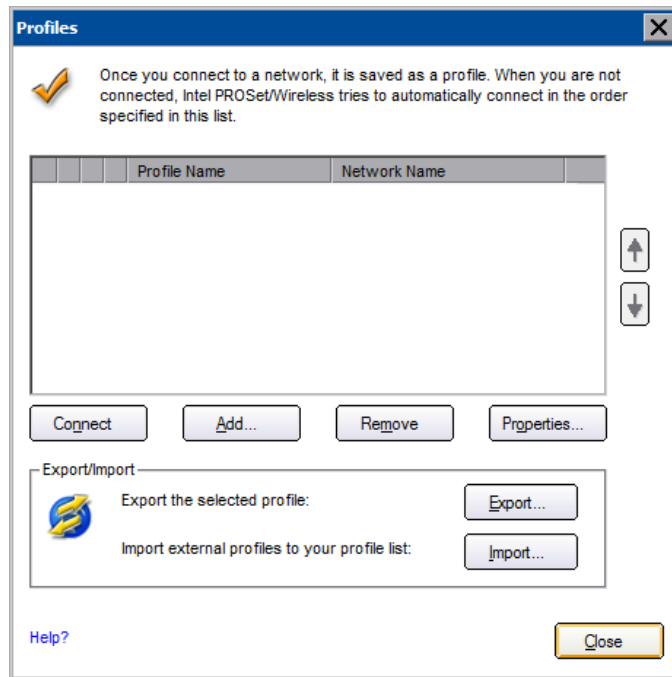 Profiles
Once you connect to a network, it is saved as a profile. When you are not
connected, Intel PROSet/Wireless tries to automatically connect in the order
specified in this list.
Profile Name Network Name
Connect Add... Remove Properties...
Export/Import
Export the selected profile: Export...
Import external profiles to your profile list: Import...
Help? Close